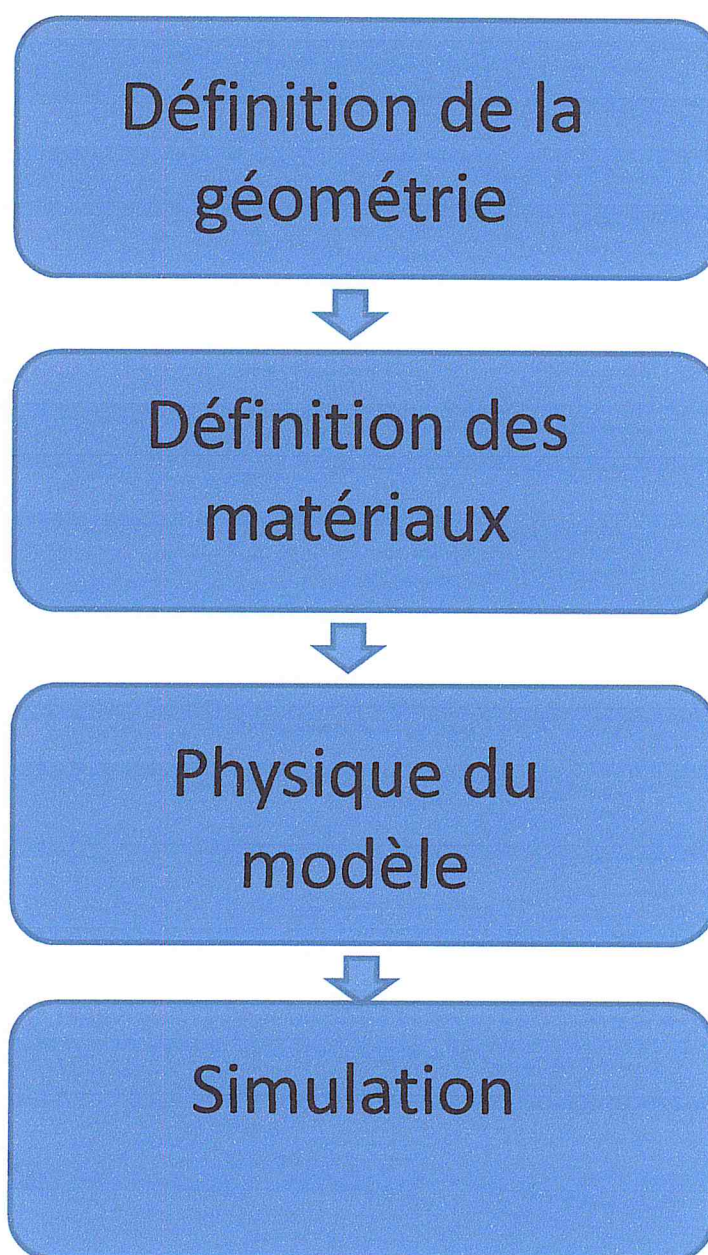 Définition de la
géométrie
Définition des
matériaux
Physique du
modèle
Simulation